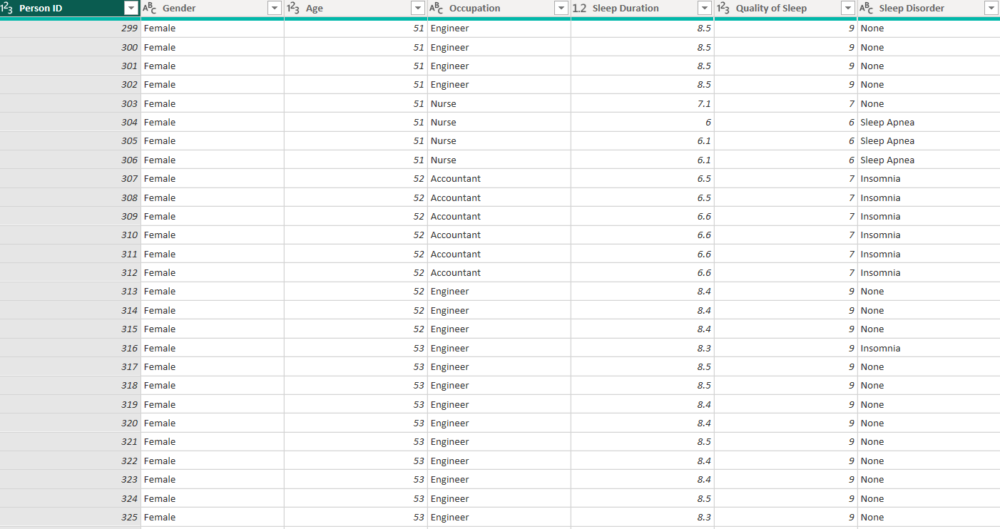 1²3 Person ID ABC Gender 1²3 Age ABC Occupation 1.2 Sleep Duration 1²3 Quality of Sleep ABC Sleep Disorder
299 Female 51 Engineer 8.5 9 None
300 Female 51 Engineer 8.5 9 None
301 Female 51 Engineer 8.5 9 None
302 Female 51 Engineer 8.5 9 None
303 Female 51 Nurse 7.1 7 None
304 Female 51 Nurse 6 6 Sleep Apnea
305 Female 51 Nurse 6.1 6 Sleep Apnea
306 Female 51 Nurse 6.1 6 Sleep Apnea
307 Female 52 Accountant 6.5 7 Insomnia
308 Female 52 Accountant 6.5 7 Insomnia
309 Female 52 Accountant 6.6 7 Insomnia
310 Female 52 Accountant 6.6 7 Insomnia
311 Female 52 Accountant 6.6 7 Insomnia
312 Female 52 Accountant 6.6 7 Insomnia
313 Female 52 Engineer 8.4 9 None
314 Female 52 Engineer 8.4 9 None
315 Female 52 Engineer 8.4 9 None
316 Female 53 Engineer 8.3 9 Insomnia
317 Female 53 Engineer 8.5 9 None
318 Female 53 Engineer 8.5 9 None
319 Female 53 Engineer 8.4 9 None
320 Female 53 Engineer 8.4 9 None
321 Female 53 Engineer 8.5 9 None
322 Female 53 Engineer 8.4 9 None
323 Female 53 Engineer 8.4 9 None
324 Female 53 Engineer 8.5 9 None
325 Female 53 Engineer 8.3 9 None